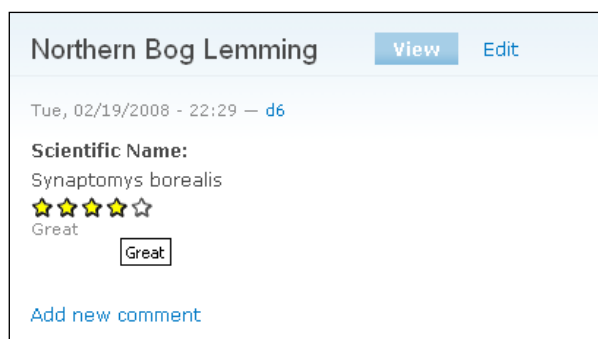 Northern Bog Lemming View Edit
Tue, 02/19/2008 - 22:29 — d6
Scientific Name:
Synaptomys borealis
Great
Great
Add new comment